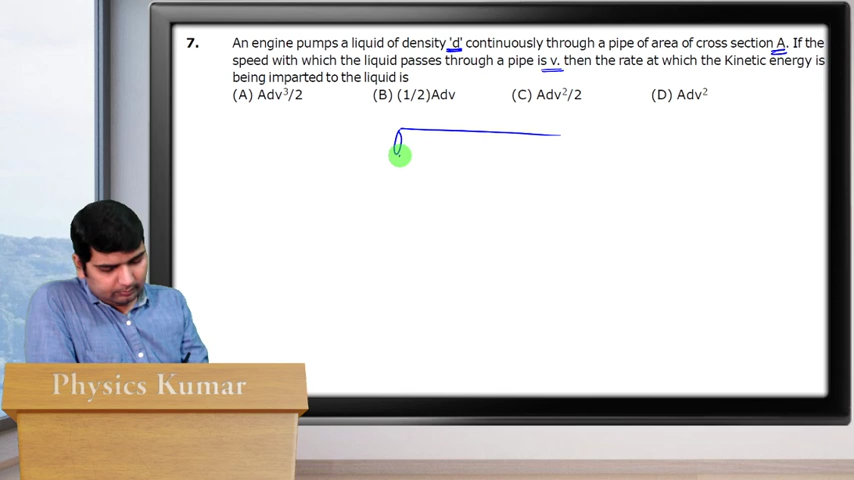 7. An engine pumps a liquid of density 'd' continuously through a pipe of area of cross section A. If the
speed with which the liquid passes through a pipe is v. then the rate at which the Kinetic energy is
being imparted to the liquid is
(A) Adv³/2 (B) (1/2)Adv (C) Adv²/2 (D) Adv²
Physics Kumar